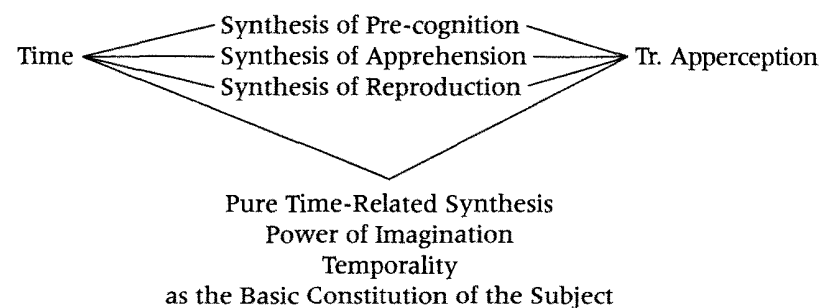 Synthesis of Pre-cognition
Time Synthesis of Apprehension Tr. Apperception
Synthesis of Reproduction
Pure Time-Related Synthesis
Power of Imagination
Temporality
as the Basic Constitution of the Subject